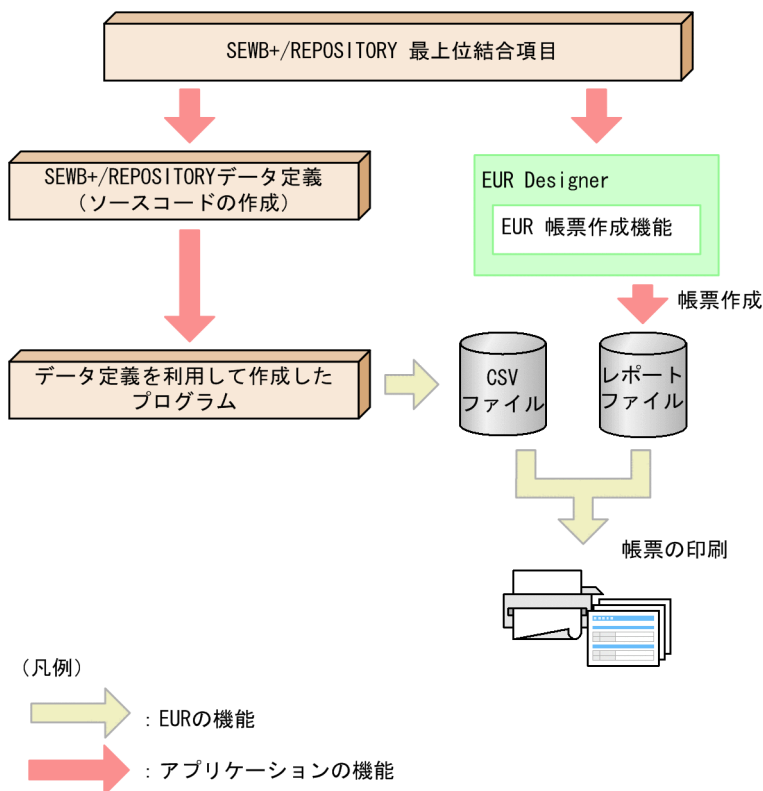 SEWB+/REPOSITORY 最上位結合項目
SEWB+/REPOSITORYデータ定義
（ソースコードの作成）
EUR Designer
EUR 帳票作成機能
帳票作成
データ定義を利用して作成した
プログラム
CSV
ファイル
レポート
ファイル
帳票の印刷
（凡例）
：EURの機能
：アプリケーションの機能